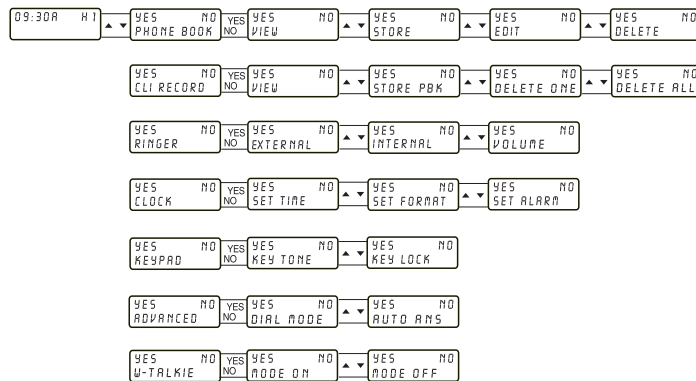 09:30A H1
YES NO YES YES NO YES NO YES NO YES NO
PHONE BOOK NO VIEW STORE EDIT DELETE
YES NO YES YES NO YES NO YES NO YES NO
CLI RECORD NO VIEW STORE PBK DELETE ONE DELETE ALL
YES NO YES YES NO YES NO YES NO
RINGER NO EXTERNAL INTERNAL VOLUME
YES NO YES YES NO YES NO YES NO
CLOCK NO SET TIME SET FORMAT SET ALARM
YES NO YES YES NO YES NO
KEYPAD NO KEY TONE KEY LOCK
YES NO YES YES NO YES NO
ADVANCED NO DIAL MODE AUTO ANS
YES NO YES YES NO YES NO
W-TALKIE NO MODE ON MODE OFF